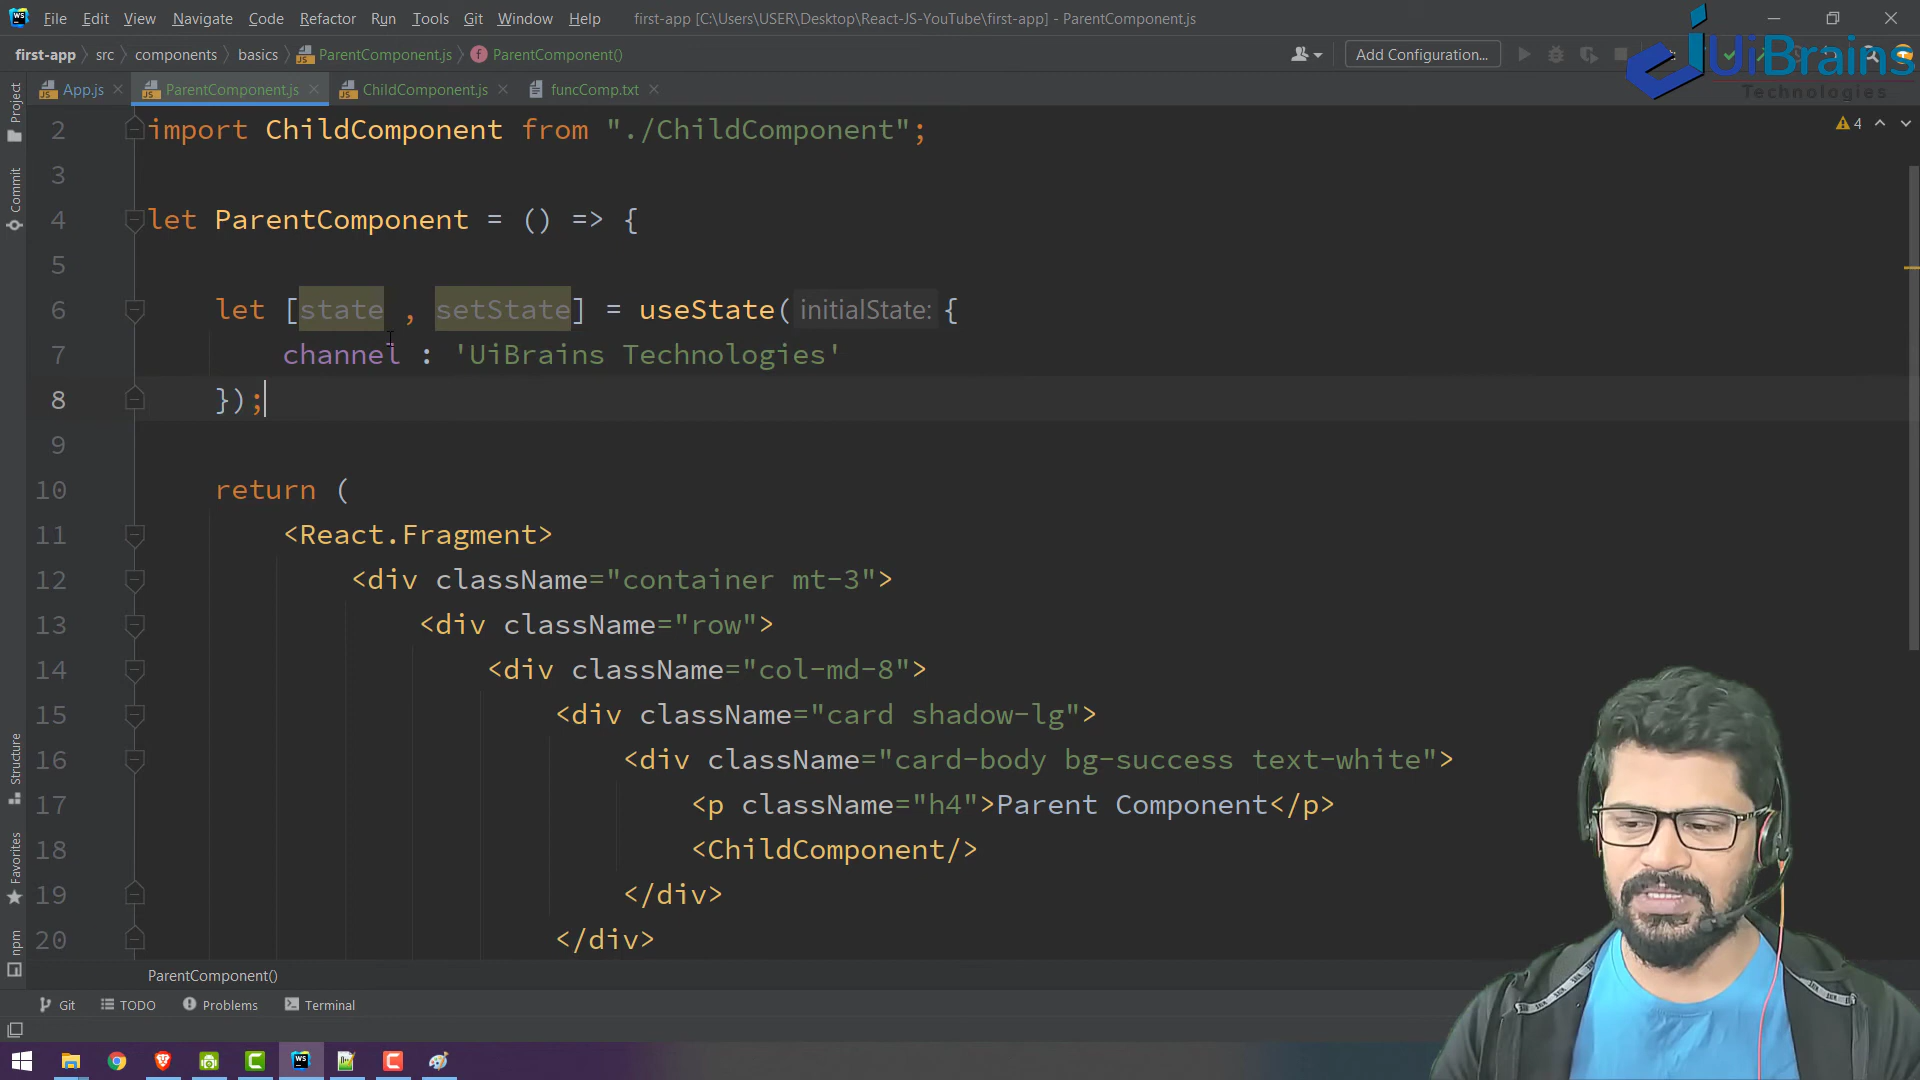 File Edit View Navigate Code Refactor Run Tools Git Window Help first-app [C:\Users\USER\Desktop\React-JS-YouTube\first-app] - ParentComponent.js
first-app src components basics ParentComponent.js ParentComponent() Add Configuration...
UiBrains
Technologies
App.js ParentComponent.js ChildComponent.js funcComp.txt
4
Project
Commit
Structure
Favorites
npm
2 import ChildComponent from "./ChildComponent";
3
4 let ParentComponent = () => {
5
6 let [state , setState] = useState( initialState: {
7 channel : 'UiBrains Technologies'
8 });
9
10 return (
11 <React.Fragment>
12 <div className="container mt-3">
13 <div className="row">
14 <div className="col-md-8">
15 <div className="card shadow-lg">
16 <div className="card-body bg-success text-white">
17 <p className="h4">Parent Component</p>
18 <ChildComponent/>
19 </div>
20 </div>
ParentComponent()
Git TODO Problems Terminal
WS